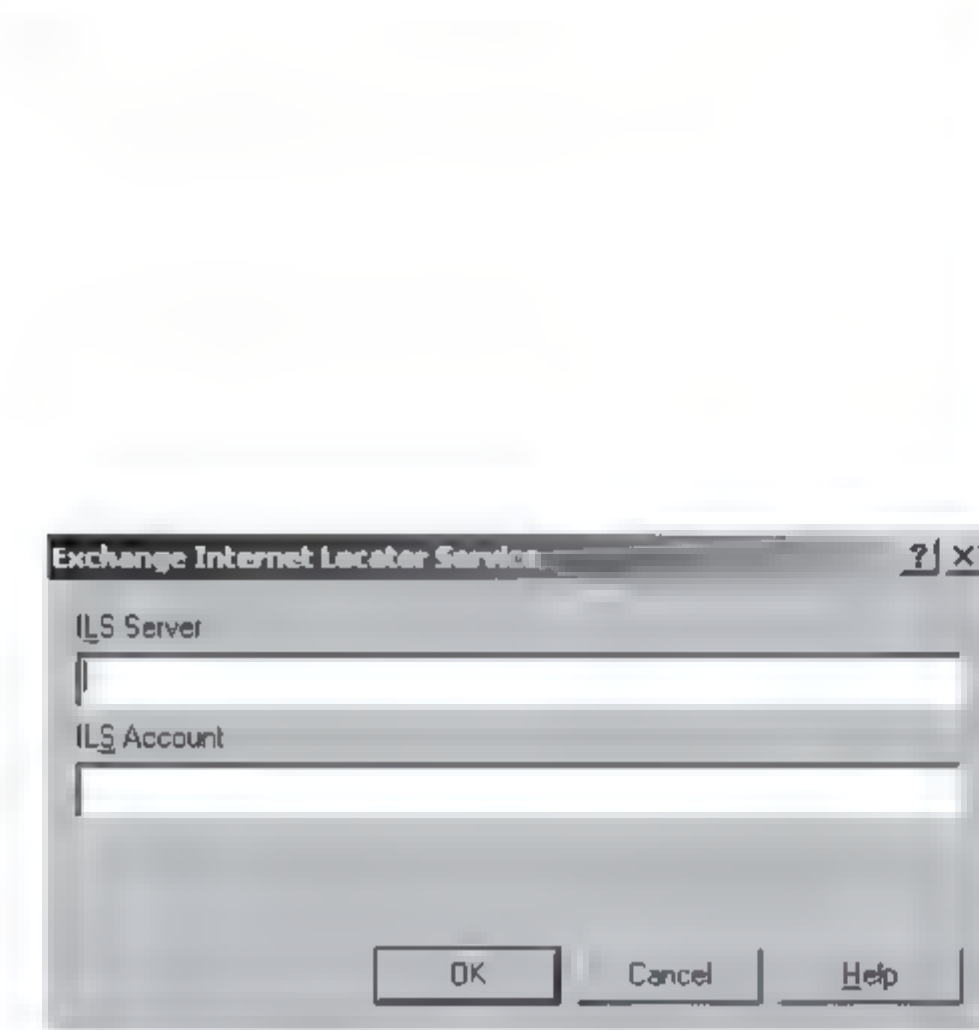 Exchange Internet Locator Service
? ×
ILS Server
ILS Account
OK Cancel Help